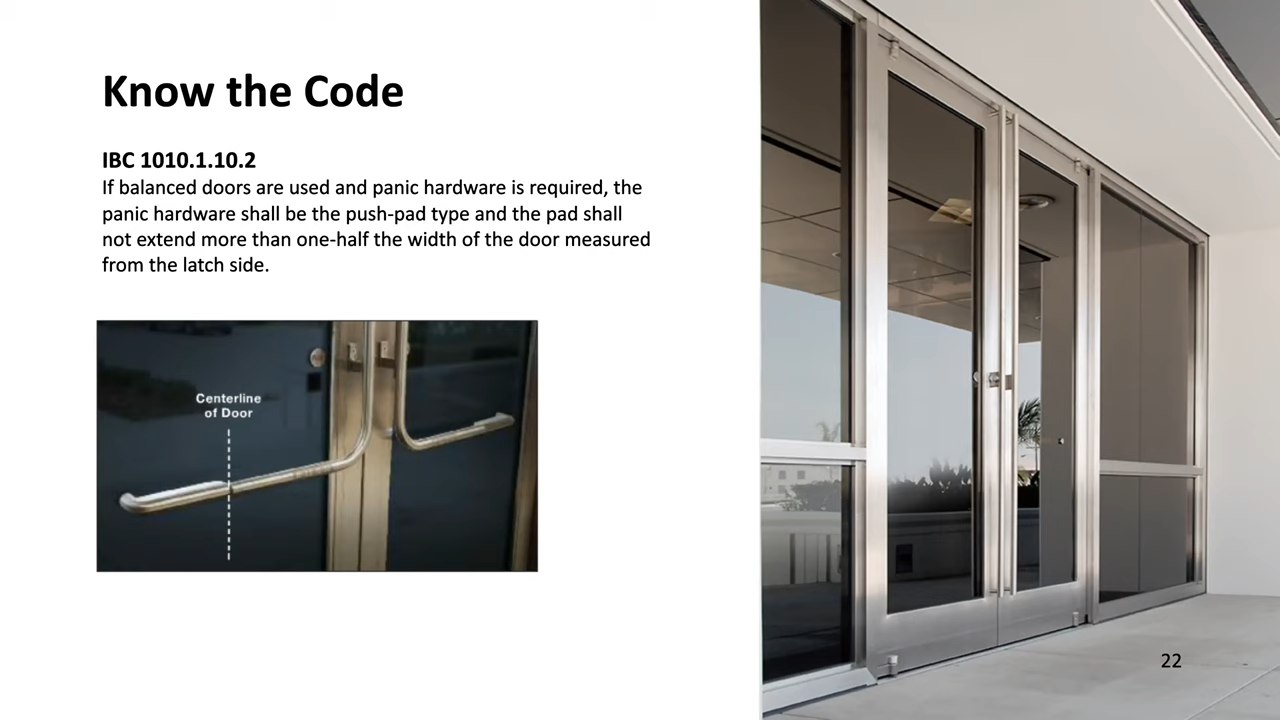 Know the Code
IBC 1010.1.10.2
If balanced doors are used and panic hardware is required, the
panic hardware shall be the push-pad type and the pad shall
not extend more than one-half the width of the door measured
from the latch side.
Centerline
of Door
22